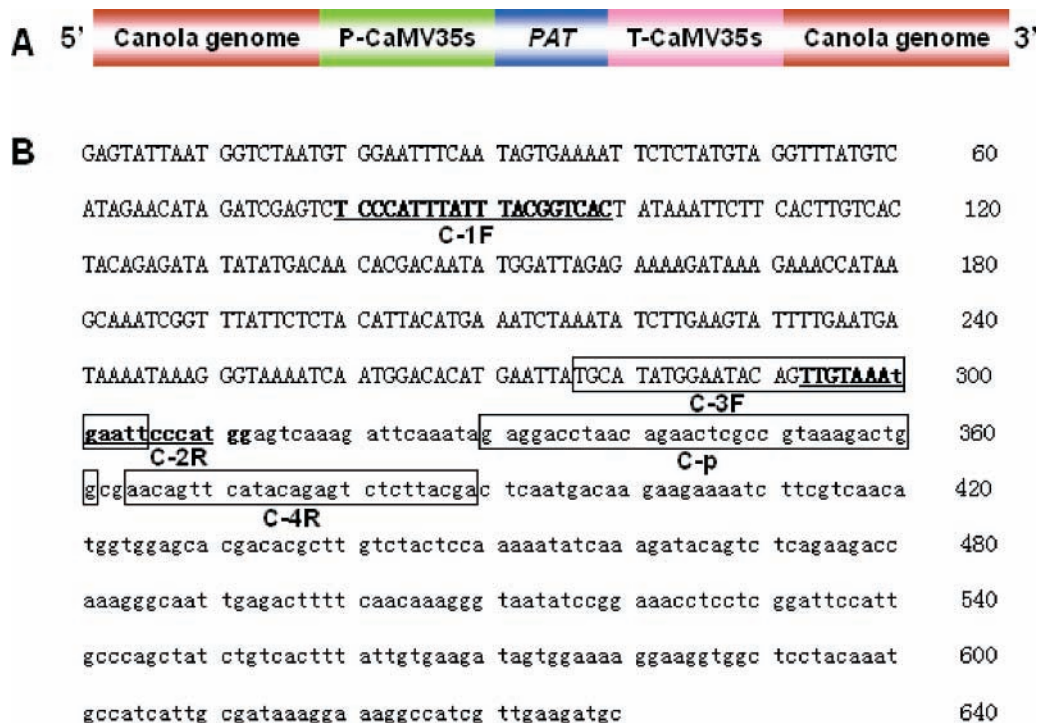 A 5' Canola genome P-CaMV35s PAT T-CaMV35s Canola genome 3'
B GAGTATTAAT GGTCTAATGT GGAATTTCAA TAGTGAAAAT TCTCTATGTA GGTTTATGTC 60
ATAGAACATA GATCGAGTCT CCCATTTATT TACGGTCACT ATAAATTCTT CACTTGTCAC 120
C-1F
TACAGAGATA TATATGACAA CACGACAATA TGGATTAGAG AAAAGATAAA GAAACCATAA 180
GCAAATCGGT TTATTCTCTA CATTACATGA AATCTAAATA TCTTGAAGTA TTTTGAATGA 240
TAAAATAAAG GGTAAAATCA ATGGACACAT GAATTATGCA TATGGAATAC AGTTGTAAAt 300
C-3F
gaattcccat ggagtcaaag attcaaatag aggacctaac agaactcgcc gtaaagactg 360
C-2R C-p
gcgaacagtt catacagagt ctcttacgac tcaatgacaa gaagaaaatc ttcgtcaaca 420
C-4R
tggtggagca cgacacgctt gtctactcca aaaatatcaa agatacagtc tcagaagacc 480
aaagggcaat tgagactttt caacaaaggg taatatccgg aaacctcctc ggattccatt 540
gcccagctat ctgtcacttt attgtgaaga tagtggaaaa ggaaggtggc tcctacaaat 600
gccatcattg cgataaagga aaggccatcg ttgaagatgc 640